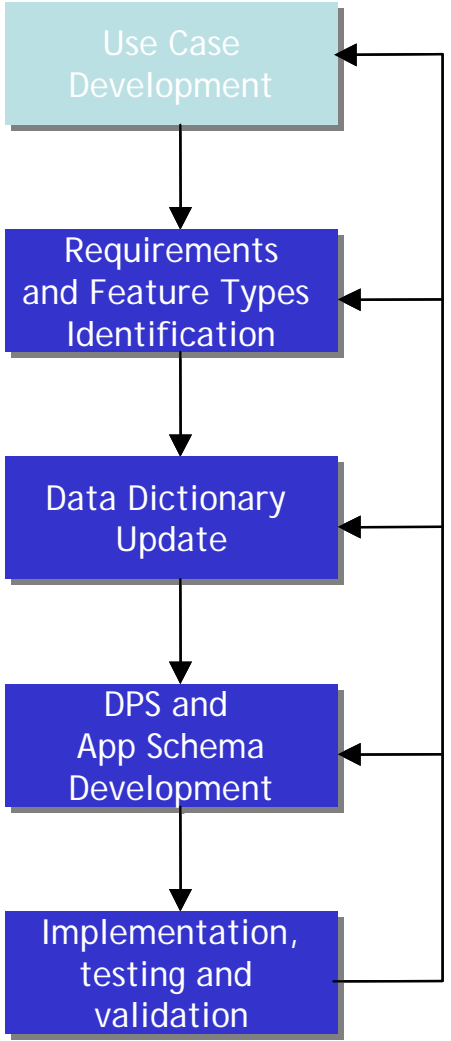 Use Case
Development
Requirements
and Feature Types
Identification
Data Dictionary
Update
DPS and
App Schema
Development
Implementation,
testing and
validation